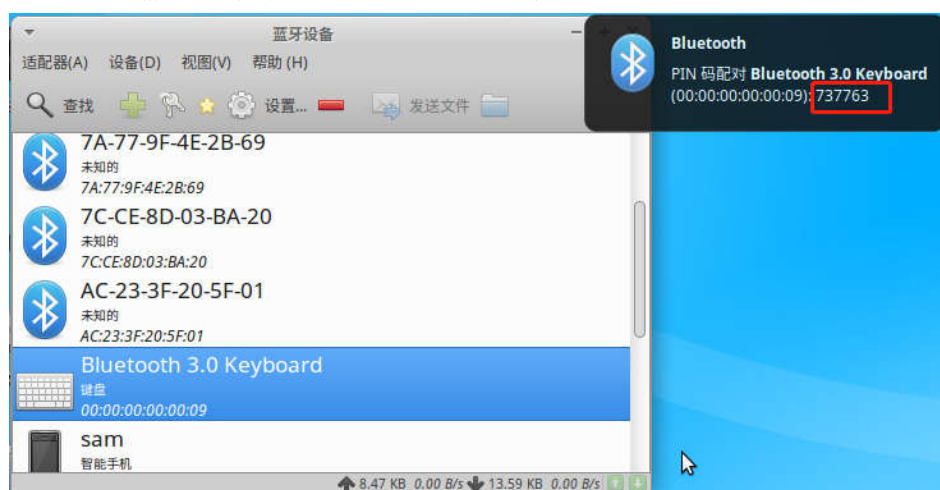 蓝牙设备
适配器(A) 设备(D) 视图(V) 帮助 (H)
查找 设置... 发送文件
Bluetooth
PIN 码配对 Bluetooth 3.0 Keyboard
(00:00:00:00:00:09): 737763
7A-77-9F-4E-2B-69
未知的
7A:77:9F:4E:2B:69
7C-CE-8D-03-BA-20
未知的
7C:CE:8D:03:BA:20
AC-23-3F-20-5F-01
未知的
AC:23:3F:20:5F:01
Bluetooth 3.0 Keyboard
键盘
00:00:00:00:00:09
sam
智能手机
8.47 KB 0.00 B/s 13.59 KB 0.00 B/s